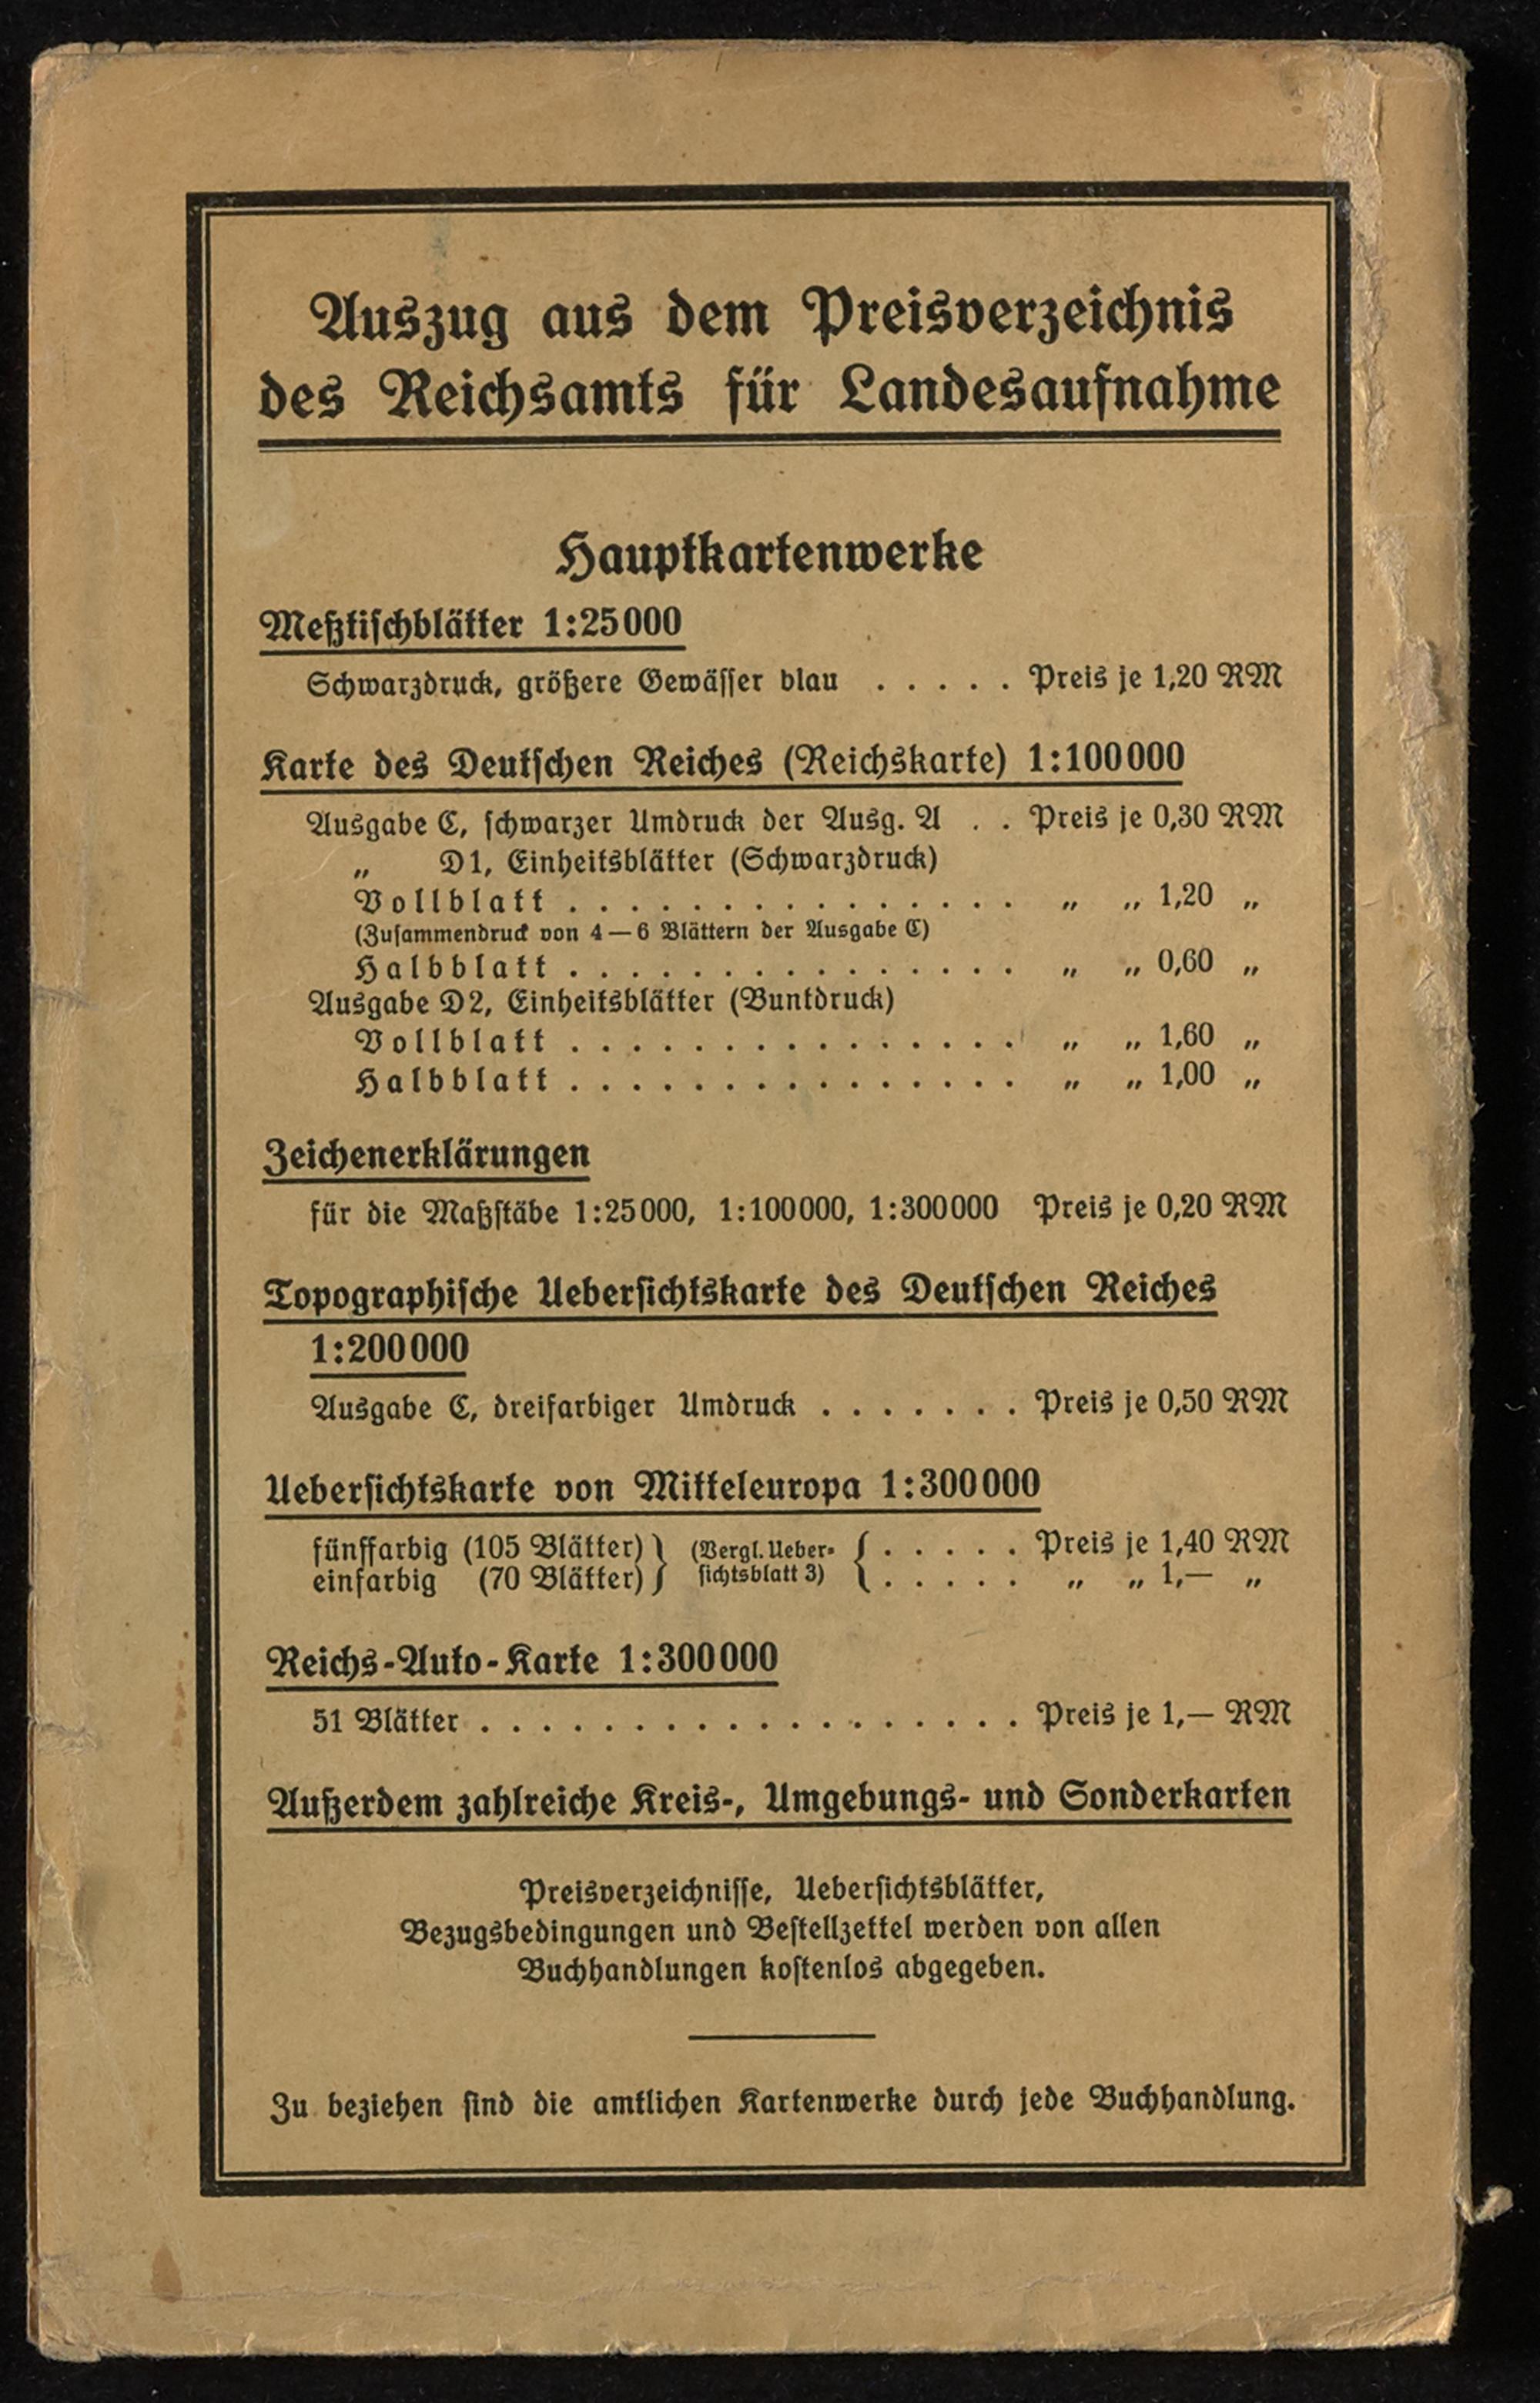 Auszug aus dem Preisverzeichnis
des Reichsamts für Landesaufnahme
Hauptkartenwerke
Meßtischblätter 1:25000
Schwarzdruck, größere Gewässer blau . . . . . Preis je 1,20 RM
Karte des Deutschen Reiches (Reichskarte) 1:100000
Ausgabe C, schwarzer Umdruck der Ausg. A . . Preis je 0,30 RM
„ D1, Einheitsblätter (Schwarzdruck)
Vollblatt . . . . . . . . . . . . . . . „ „ 1,20 „
(Zusammendruck von 4—6 Blättern der Ausgabe C)
Halbblatt . . . . . . . . . . . . . . . „ „ 0,60 „
Ausgabe D2, Einheitsblätter (Buntdruck)
Vollblatt . . . . . . . . . . . . . . . „ „ 1,60 „
Halbblatt . . . . . . . . . . . . . . . „ „ 1,00 „
Zeichenerklärungen
für die Maßstäbe 1:25000, 1:100000, 1:300000 Preis je 0,20 RM
Topographische Uebersichtskarte des Deutschen Reiches
1:200000
Ausgabe C, dreifarbiger Umdruck . . . . . . . Preis je 0,50 RM
Uebersichtskarte von Mitteleuropa 1:300000
fünffarbig (105 Blätter) } (Vergl. Ueber- { . . . . . Preis je 1,40 RM
einfarbig (70 Blätter) } sichtsblatt 3) { . . . . . „ „ 1,— „
Reichs-Auto-Karte 1:300000
51 Blätter . . . . . . . . . . . . . . . . . . Preis je 1,— RM
Außerdem zahlreiche Kreis-, Umgebungs- und Sonderkarten
Preisverzeichnisse, Uebersichtsblätter,
Bezugsbedingungen und Bestellzettel werden von allen
Buchhandlungen kostenlos abgegeben.
Zu beziehen sind die amtlichen Kartenwerke durch jede Buchhandlung.